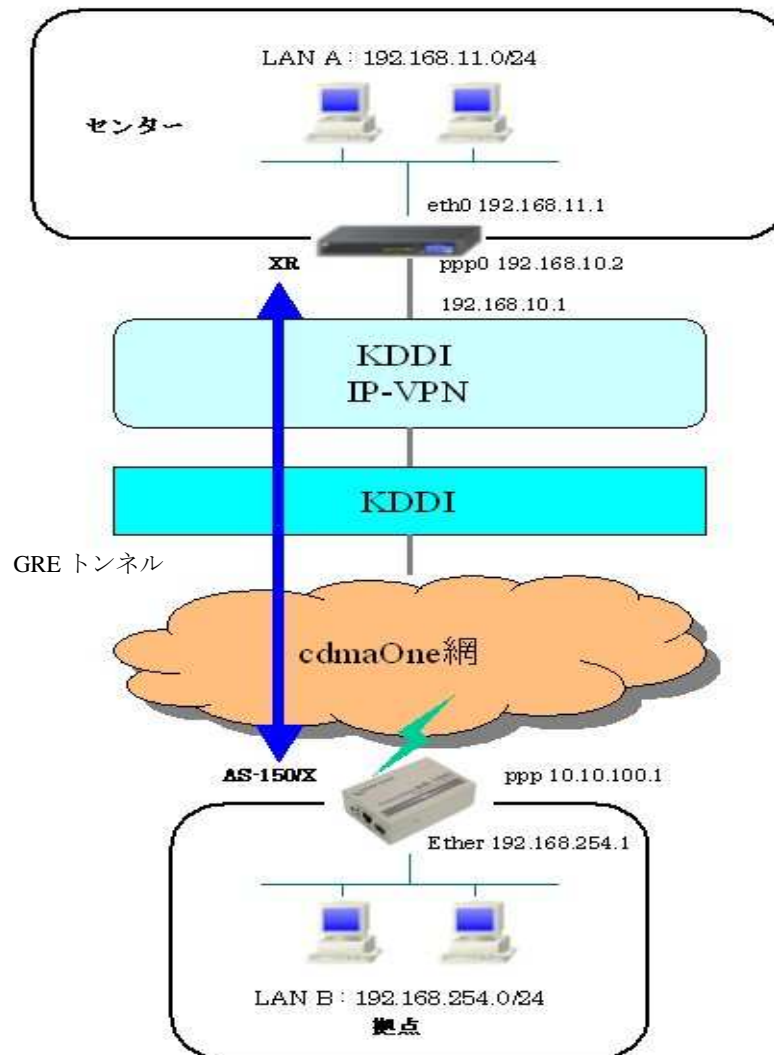 LAN A : 192.168.11.0/24
センター
eth0 192.168.11.1
XR
ppp0 192.168.10.2
192.168.10.1
KDDI
IP-VPN
KDDI
GRE トンネル
cdmaOne網
AS-150/X
ppp 10.10.100.1
Ether 192.168.254.1
LAN B : 192.168.254.0/24
拠点